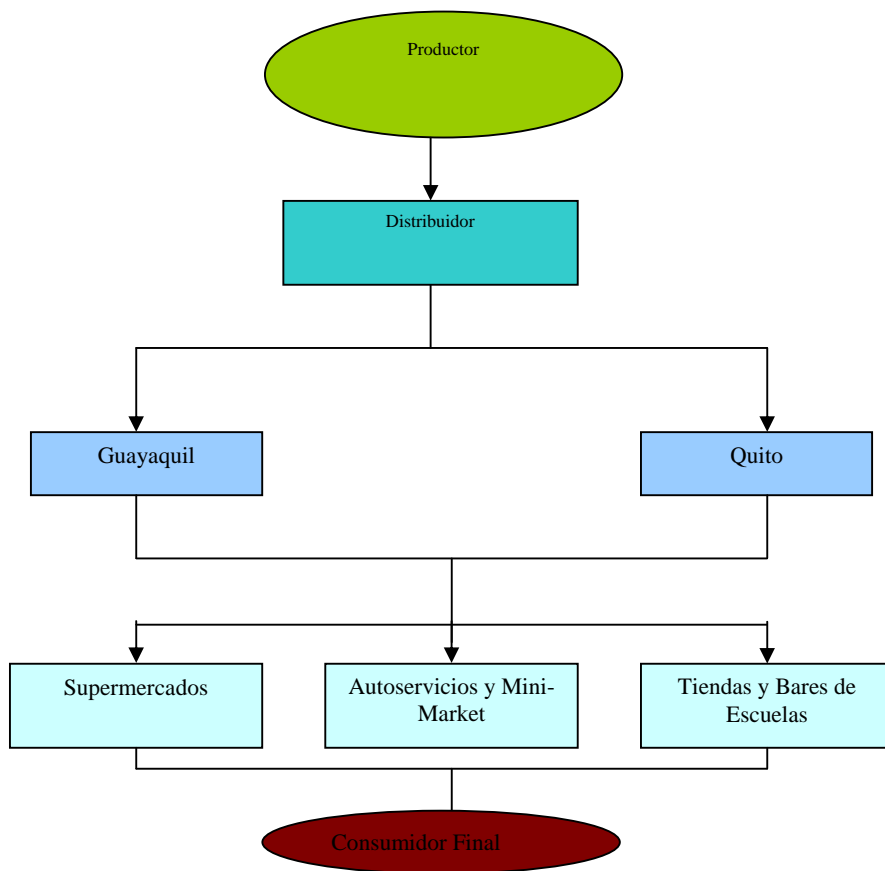 Productor
Distribuidor
Guayaquil
Quito
Supermercados
Autoservicios y Mini-
Market
Tiendas y Bares de
Escuelas
Consumidor Final